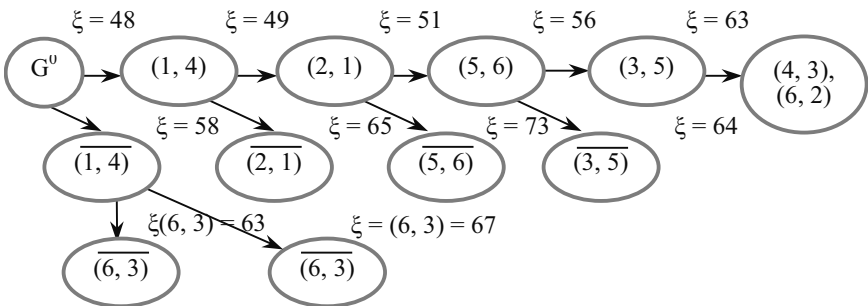 ξ = 48 ξ = 49 ξ = 51 ξ = 56 ξ = 63
G⁰ (1, 4) (2, 1) (5, 6) (3, 5) (4, 3),
(6, 2)
ξ = 58 ξ = 65 ξ = 73 ξ = 64
(1, 4) (2, 1) (5, 6) (3, 5)
ξ(6, 3) = 63 ξ = (6, 3) = 67
(6, 3) (6, 3)